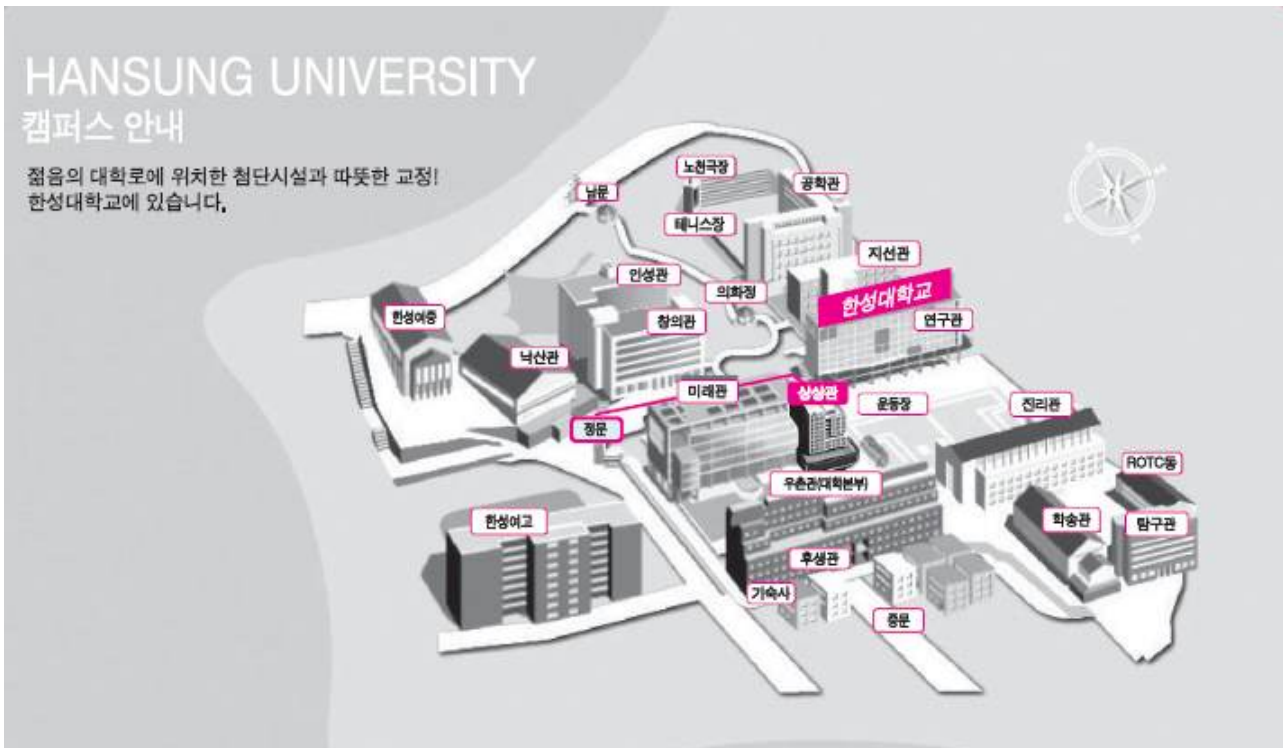 HANSUNG UNIVERSITY
캠퍼스 안내
젊음의 대학로에 위치한 첨단시설과 따뜻한 교정!
한성대학교에 있습니다.
노천극장
공학관
남문
테니스장
지선관
인성관
의화정
한성대학교
한성여중
창의관
연구관
낙산관
미래관
상상관
운동장
진리관
정문
ROTC동
우촌관(대학본부)
한성여고
학송관
탐구관
후생관
기숙사
중문